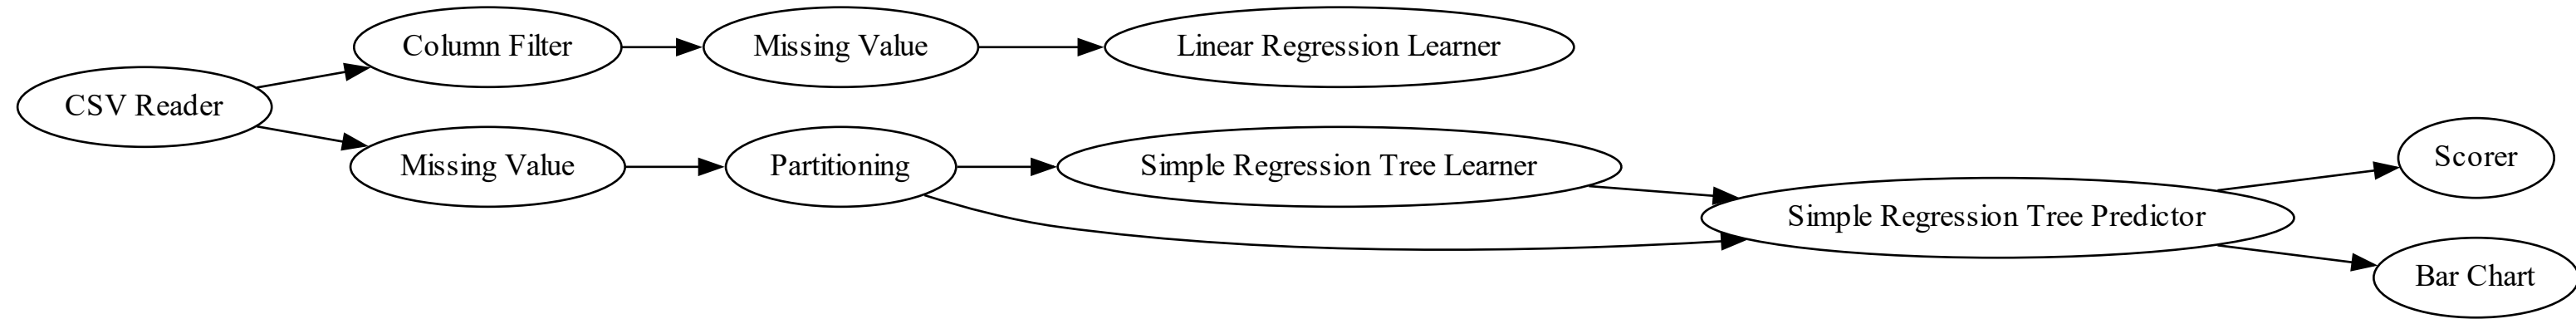 CSV Reader
Column Filter
Missing Value
Linear Regression Learner
Missing Value
Partitioning
Simple Regression Tree Learner
Simple Regression Tree Predictor
Scorer
Bar Chart